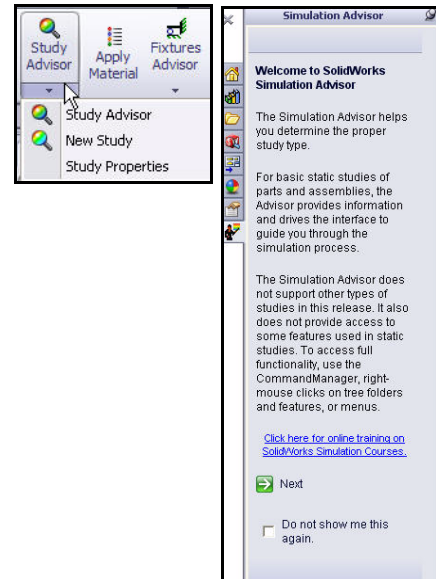 Study
Advisor
Apply
Material
Fixtures
Advisor
Study Advisor
New Study
Study Properties
Simulation Advisor
Welcome to SolidWorks
Simulation Advisor
The Simulation Advisor helps
you determine the proper
study type.
For basic static studies of
parts and assemblies, the
Advisor provides information
and drives the interface to
guide you through the
simulation process.
The Simulation Advisor does
not support other types of
studies in this release. It also
does not provide access to
some features used in static
studies. To access full
functionality, use the
CommandManager, right-
mouse clicks on tree folders
and features, or menus.
Click here for online training on
SolidWorks Simulation Courses.
Next
Do not show me this
again.